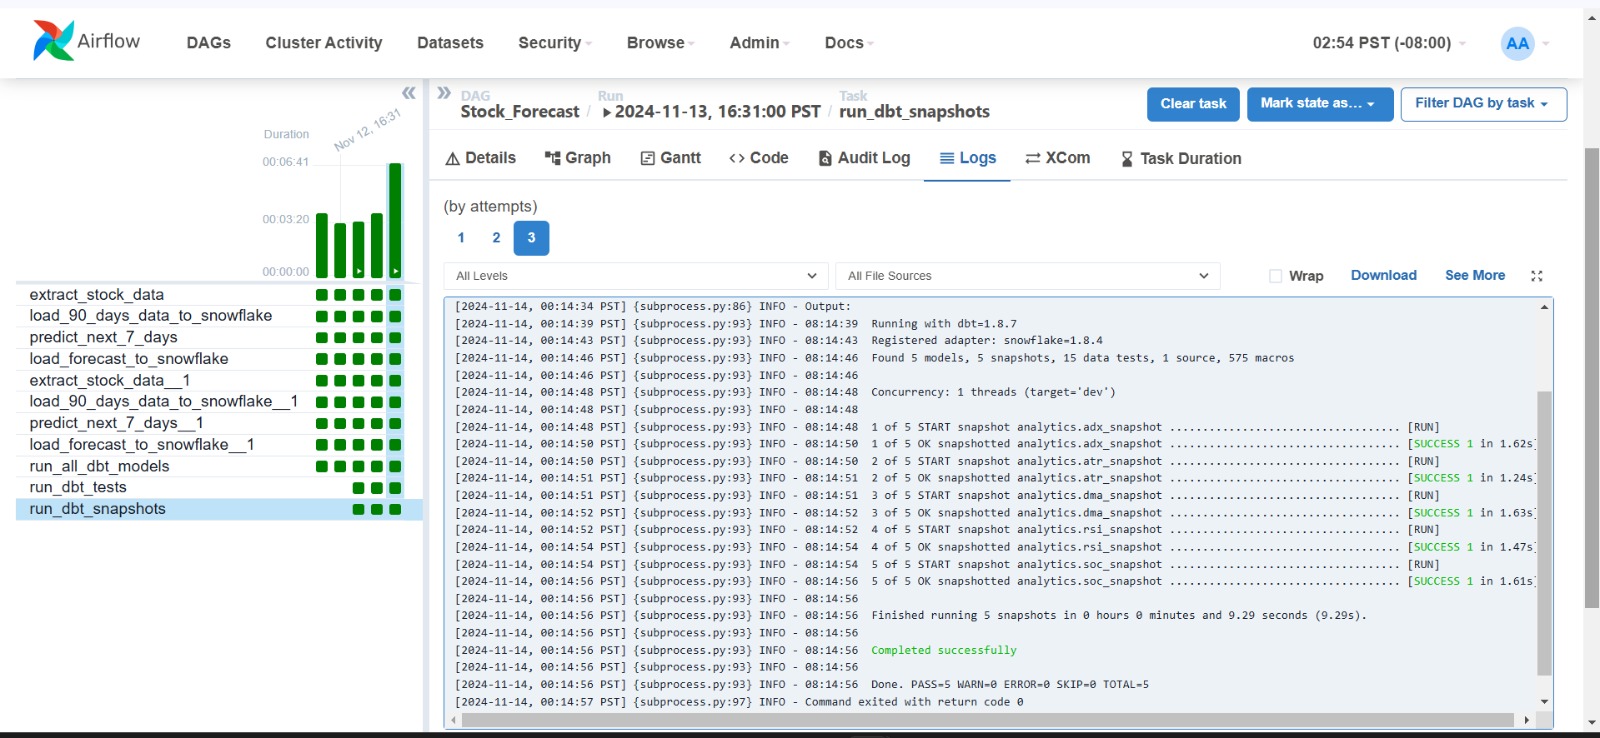 Airflow
DAGs
Cluster Activity
Datasets
Security
Browse
Admin
Docs
02:54 PST (-08:00)
AA
Duration
Nov 12, 16:31
00:06:41
00:03:20
00:00:00
extract_stock_data
load_90_days_data_to_snowflake
predict_next_7_days
load_forecast_to_snowflake
extract_stock_data__1
load_90_days_data_to_snowflake__1
predict_next_7_days__1
load_forecast_to_snowflake__1
run_all_dbt_models
run_dbt_tests
run_dbt_snapshots
DAG
Stock_Forecast /
Run
2024-11-13, 16:31:00 PST /
Task
run_dbt_snapshots
Clear task
Mark state as...
Filter DAG by task
Details
Graph
Gantt
Code
Audit Log
Logs
XCom
Task Duration
(by attempts)
1
2
3
All Levels
All File Sources
Wrap
Download
See More
[2024-11-14, 00:14:34 PST] {subprocess.py:86} INFO - Output:
[2024-11-14, 00:14:39 PST] {subprocess.py:93} INFO - 08:14:39  Running with dbt=1.8.7
[2024-11-14, 00:14:43 PST] {subprocess.py:93} INFO - 08:14:43  Registered adapter: snowflake=1.8.4
[2024-11-14, 00:14:46 PST] {subprocess.py:93} INFO - 08:14:46  Found 5 models, 5 snapshots, 15 data tests, 1 source, 575 macros
[2024-11-14, 00:14:46 PST] {subprocess.py:93} INFO - 08:14:46
[2024-11-14, 00:14:48 PST] {subprocess.py:93} INFO - 08:14:48  Concurrency: 1 threads (target='dev')
[2024-11-14, 00:14:48 PST] {subprocess.py:93} INFO - 08:14:48
[2024-11-14, 00:14:48 PST] {subprocess.py:93} INFO - 08:14:48  1 of 5 START snapshot analytics.adx_snapshot ................................... [RUN]
[2024-11-14, 00:14:50 PST] {subprocess.py:93} INFO - 08:14:50  1 of 5 OK snapshotted analytics.adx_snapshot ................................... [SUCCESS 1 in 1.62s]
[2024-11-14, 00:14:50 PST] {subprocess.py:93} INFO - 08:14:50  2 of 5 START snapshot analytics.atr_snapshot ................................... [RUN]
[2024-11-14, 00:14:51 PST] {subprocess.py:93} INFO - 08:14:51  2 of 5 OK snapshotted analytics.atr_snapshot ................................... [SUCCESS 1 in 1.24s]
[2024-11-14, 00:14:51 PST] {subprocess.py:93} INFO - 08:14:51  3 of 5 START snapshot analytics.dma_snapshot ................................... [RUN]
[2024-11-14, 00:14:52 PST] {subprocess.py:93} INFO - 08:14:52  3 of 5 OK snapshotted analytics.dma_snapshot ................................... [SUCCESS 1 in 1.63s]
[2024-11-14, 00:14:52 PST] {subprocess.py:93} INFO - 08:14:52  4 of 5 START snapshot analytics.rsi_snapshot ................................... [RUN]
[2024-11-14, 00:14:54 PST] {subprocess.py:93} INFO - 08:14:54  4 of 5 OK snapshotted analytics.rsi_snapshot ................................... [SUCCESS 1 in 1.47s]
[2024-11-14, 00:14:54 PST] {subprocess.py:93} INFO - 08:14:54  5 of 5 START snapshot analytics.soc_snapshot ................................... [RUN]
[2024-11-14, 00:14:56 PST] {subprocess.py:93} INFO - 08:14:56  5 of 5 OK snapshotted analytics.soc_snapshot ................................... [SUCCESS 1 in 1.61s]
[2024-11-14, 00:14:56 PST] {subprocess.py:93} INFO - 08:14:56
[2024-11-14, 00:14:56 PST] {subprocess.py:93} INFO - 08:14:56  Finished running 5 snapshots in 0 hours 0 minutes and 9.29 seconds (9.29s).
[2024-11-14, 00:14:56 PST] {subprocess.py:93} INFO - 08:14:56
[2024-11-14, 00:14:56 PST] {subprocess.py:93} INFO - 08:14:56  Completed successfully
[2024-11-14, 00:14:56 PST] {subprocess.py:93} INFO - 08:14:56
[2024-11-14, 00:14:56 PST] {subprocess.py:93} INFO - 08:14:56  Done. PASS=5 WARN=0 ERROR=0 SKIP=0 TOTAL=5
[2024-11-14, 00:14:57 PST] {subprocess.py:97} INFO - Command exited with return code 0